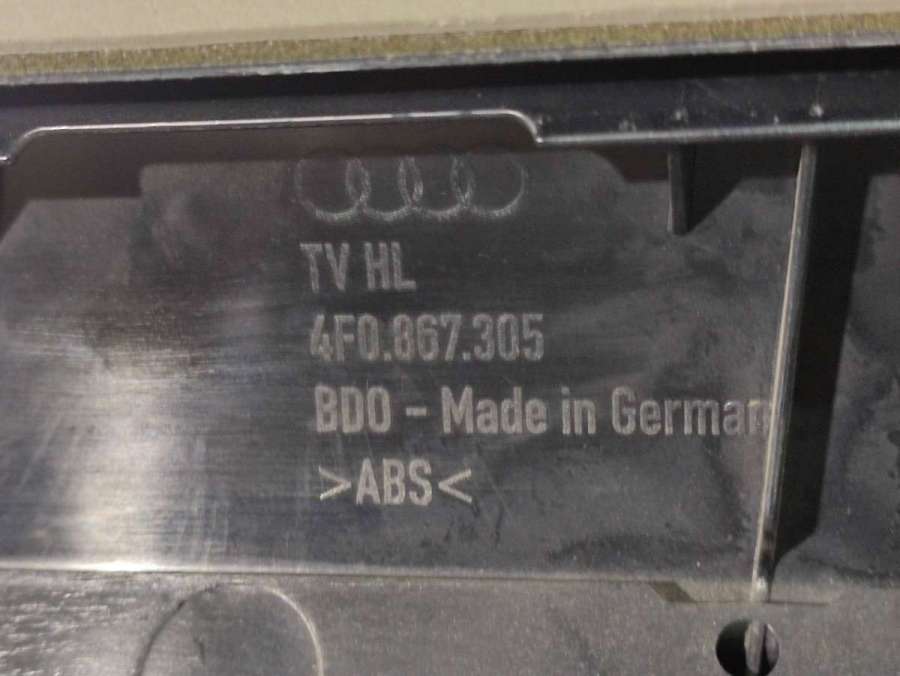 TV HL
4F0.867.305
BDO - Made in German
>ABS<